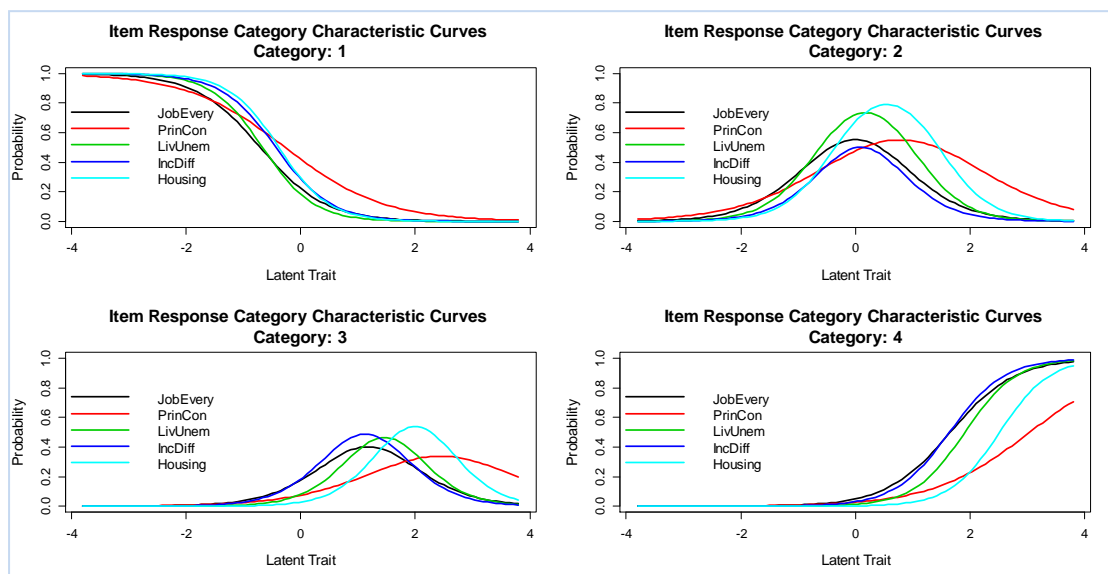 Item Response Category Characteristic Curves
Category: 1
Probability
1.0
0.8
0.6
0.4
0.2
0.0
JobEvery
PrinCon
LivUnem
IncDiff
Housing
-4 -2 0 2 4
Latent Trait
Item Response Category Characteristic Curves
Category: 2
Probability
1.0
0.8
0.6
0.4
0.2
0.0
JobEvery
PrinCon
LivUnem
IncDiff
Housing
-4 -2 0 2 4
Latent Trait
Item Response Category Characteristic Curves
Category: 3
Probability
1.0
0.8
0.6
0.4
0.2
0.0
JobEvery
PrinCon
LivUnem
IncDiff
Housing
-4 -2 0 2 4
Latent Trait
Item Response Category Characteristic Curves
Category: 4
Probability
1.0
0.8
0.6
0.4
0.2
0.0
JobEvery
PrinCon
LivUnem
IncDiff
Housing
-4 -2 0 2 4
Latent Trait